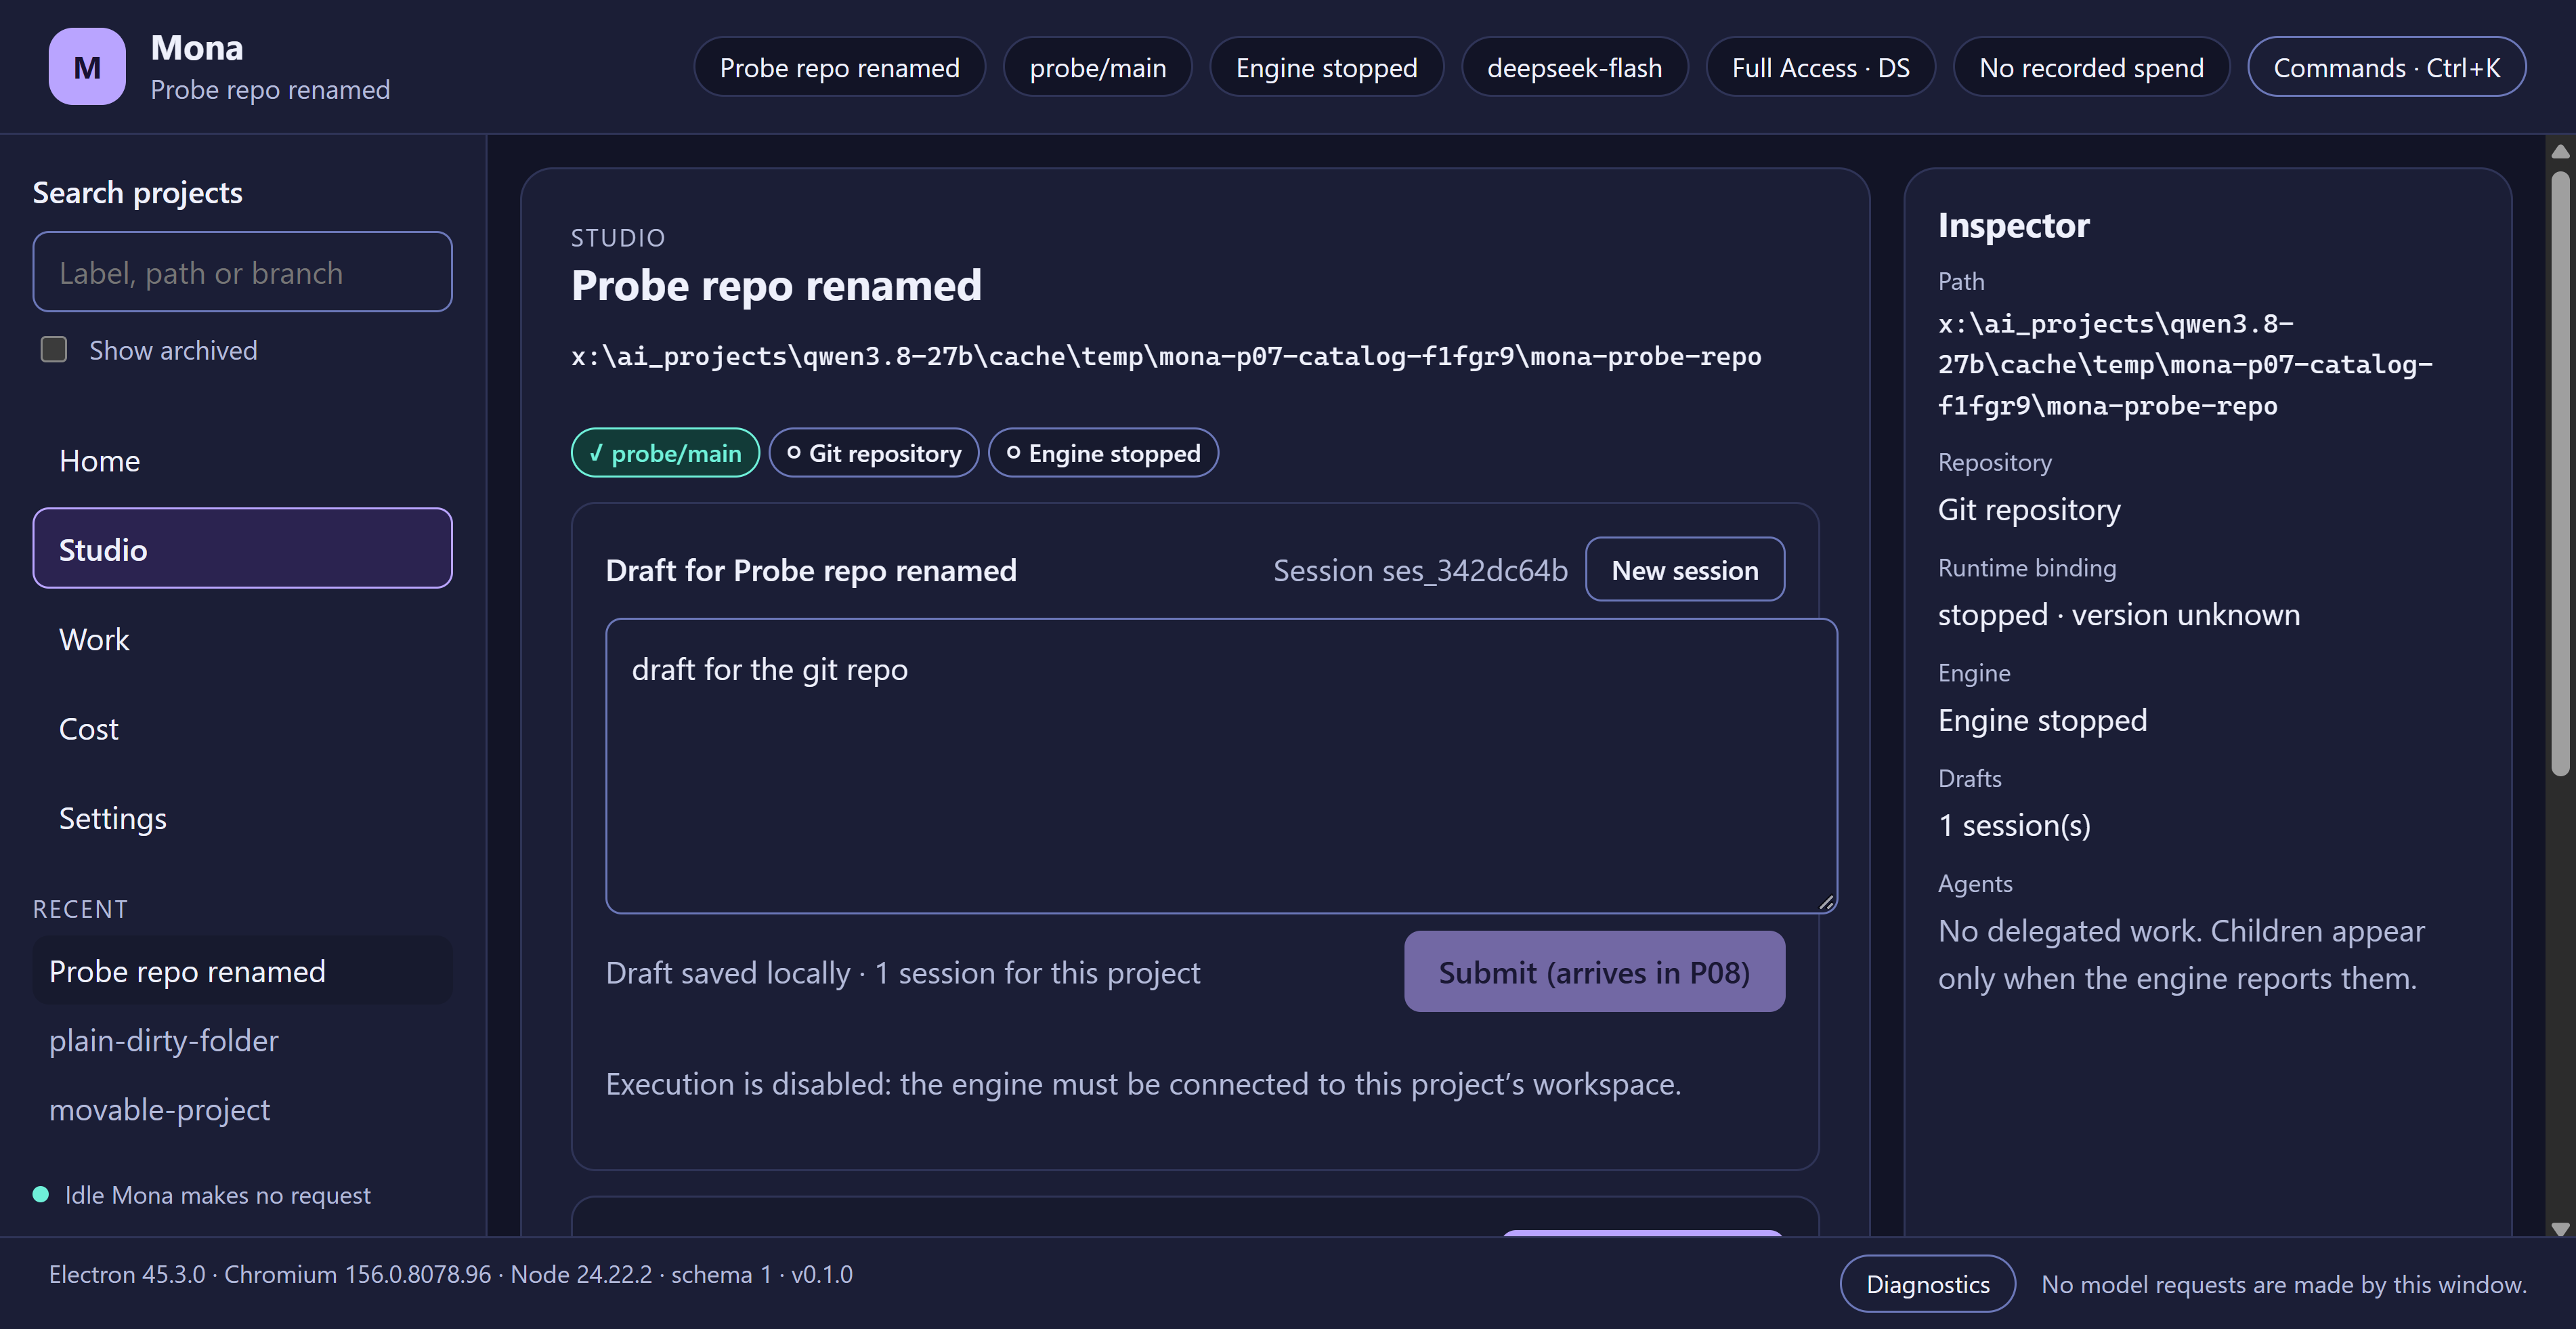 M
Mona
Probe repo renamed
Probe repo renamed
probe/main
Engine stopped
deepseek-flash
Full Access · DS
No recorded spend
Commands · Ctrl+K
Search projects
Label, path or branch
Show archived
Home
Studio
Work
Cost
Settings
RECENT
Probe repo renamed
plain-dirty-folder
movable-project
Idle Mona makes no request
STUDIO
Probe repo renamed
x:\ai_projects\qwen3.8-27b\cache\temp\mona-p07-catalog-f1fgr9\mona-probe-repo
✓ probe/main
Git repository
Engine stopped
Draft for Probe repo renamed
Session ses_342dc64b
New session
draft for the git repo
Draft saved locally · 1 session for this project
Submit (arrives in P08)
Execution is disabled: the engine must be connected to this project’s workspace.
Inspector
Path
x:\ai_projects\qwen3.8-
27b\cache\temp\mona-p07-catalog-
f1fgr9\mona-probe-repo
Repository
Git repository
Runtime binding
stopped · version unknown
Engine
Engine stopped
Drafts
1 session(s)
Agents
No delegated work. Children appear
only when the engine reports them.
Electron 45.3.0 · Chromium 156.0.8078.96 · Node 24.22.2 · schema 1 · v0.1.0
Diagnostics
No model requests are made by this window.